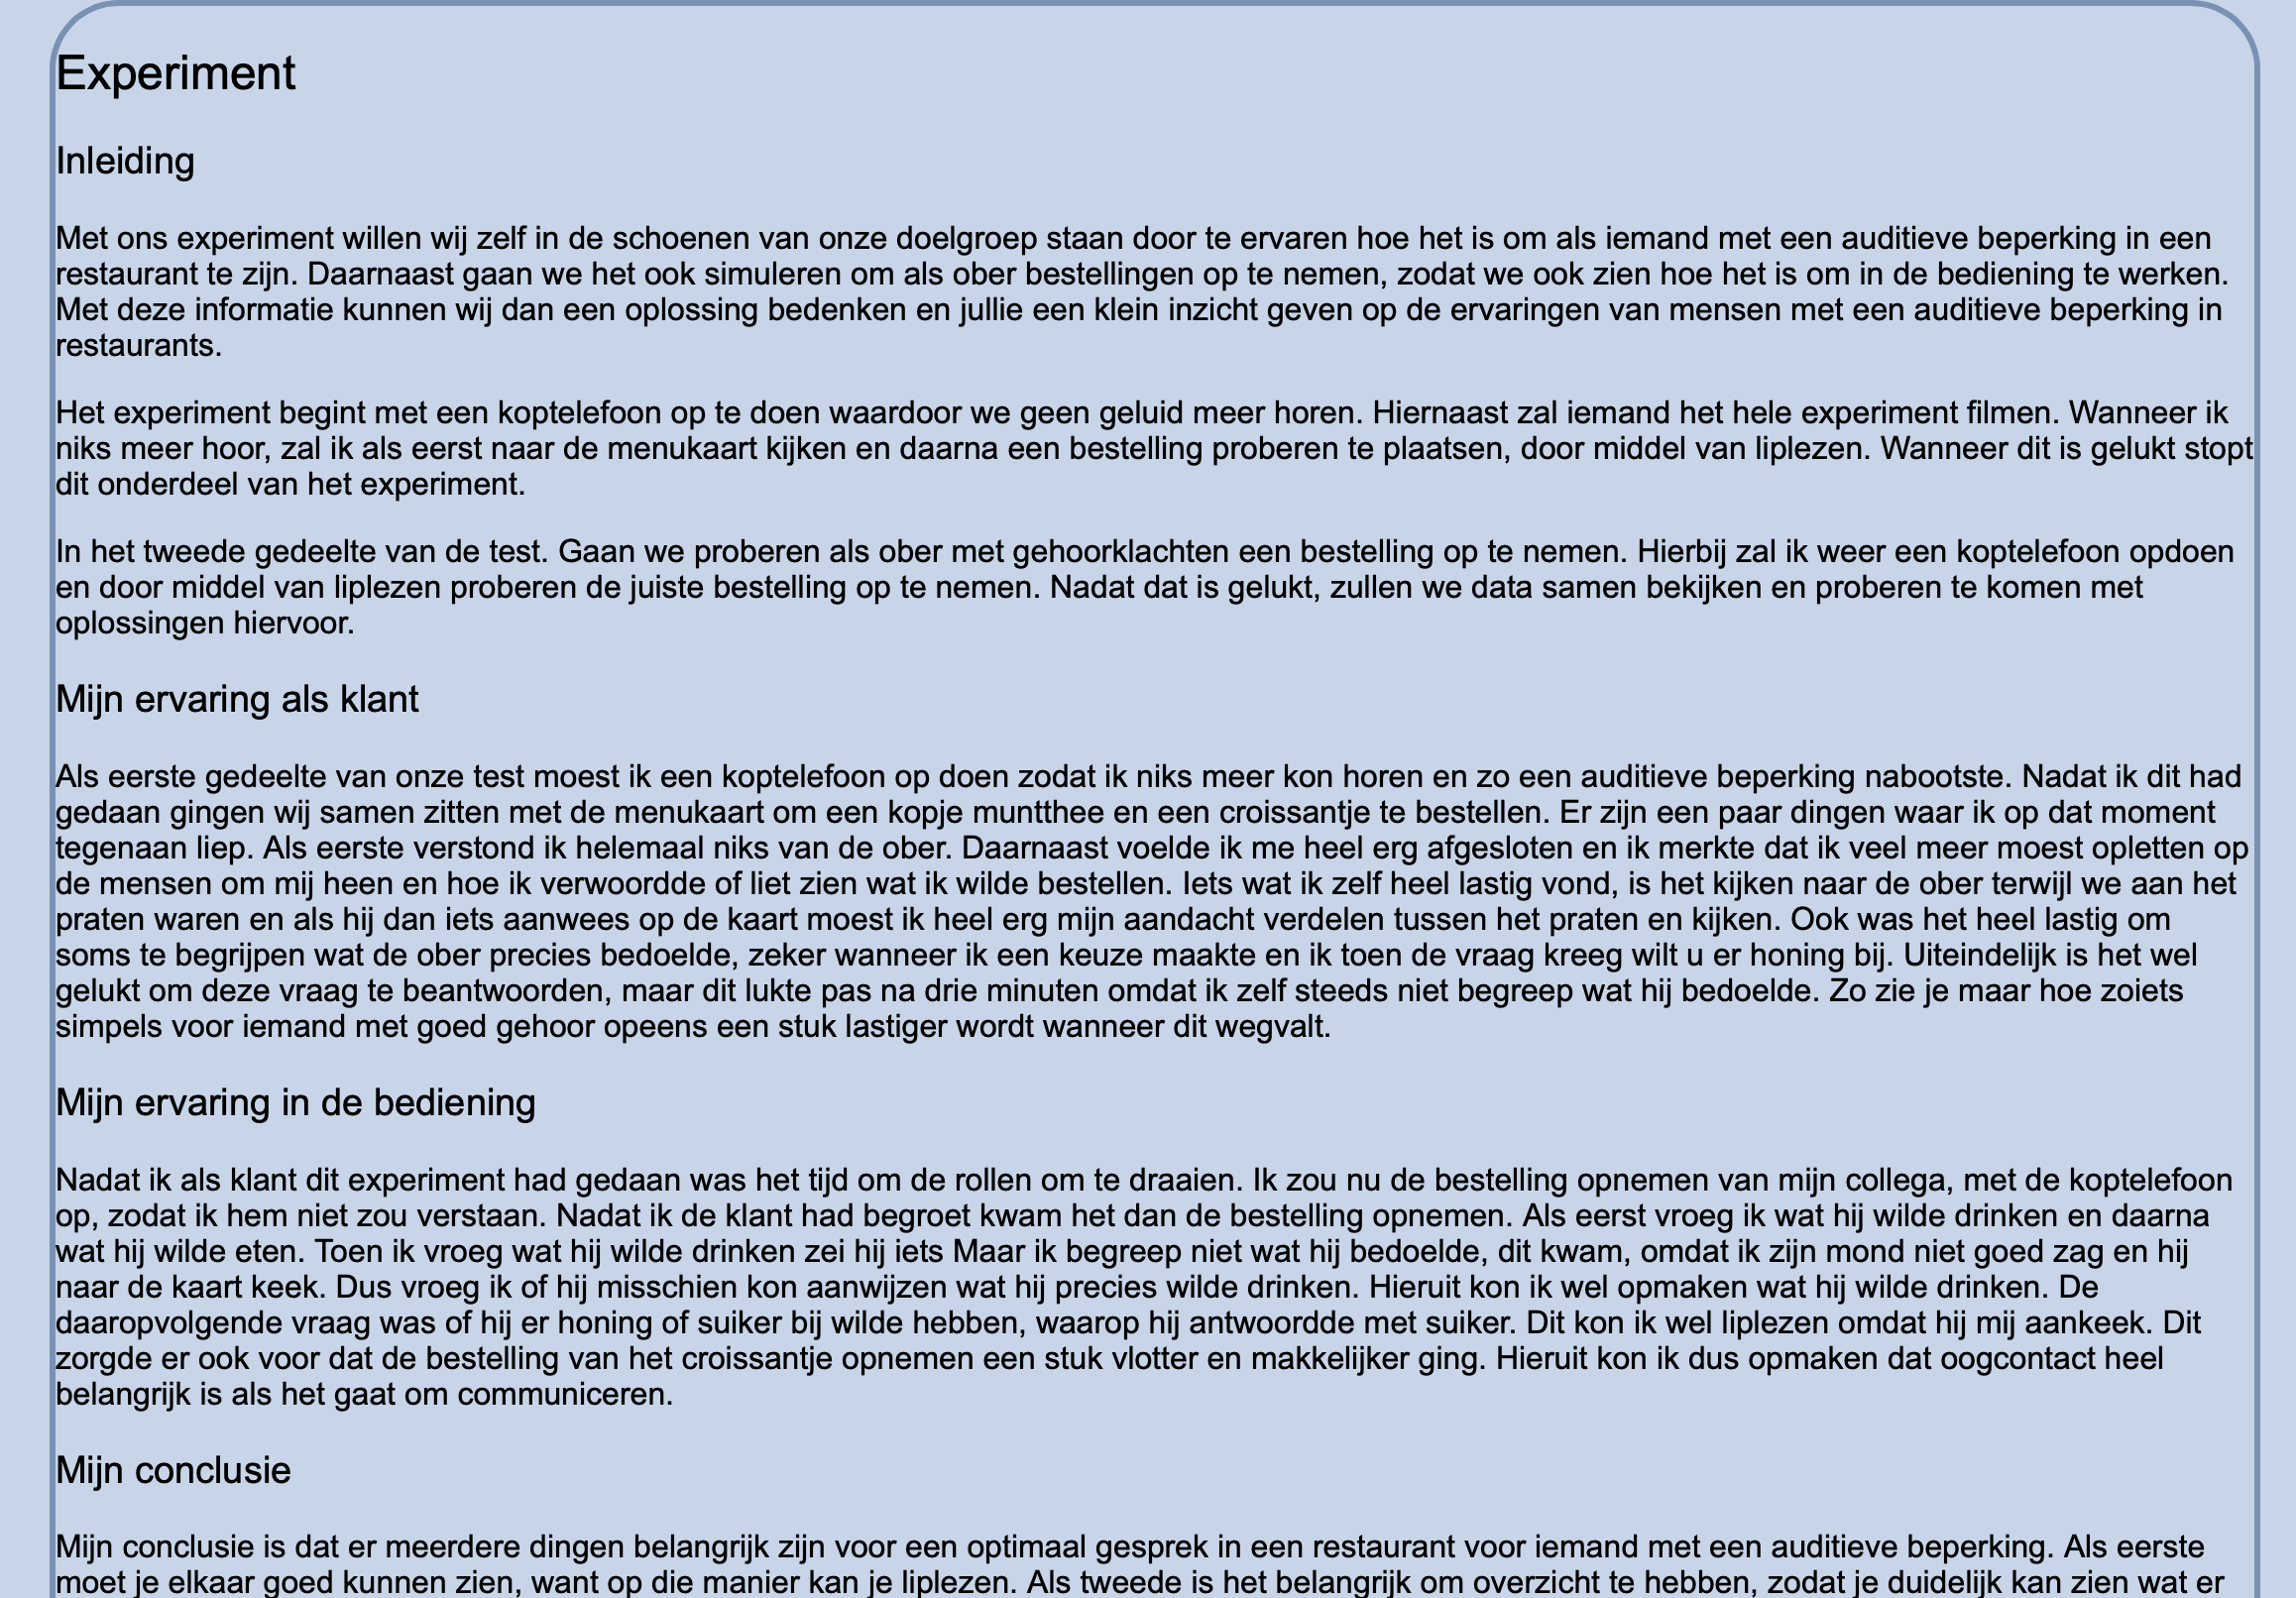 Experiment
Inleiding
Met ons experiment willen wij zelf in de schoenen van onze doelgroep staan door te ervaren hoe het is om als iemand met een auditieve beperking in een
restaurant te zijn. Daarnaast gaan we het ook simuleren om als ober bestellingen op te nemen, zodat we ook zien hoe het is om in de bediening te werken.
Met deze informatie kunnen wij dan een oplossing bedenken en jullie een klein inzicht geven op de ervaringen van mensen met een auditieve beperking in
restaurants.
Het experiment begint met een koptelefoon op te doen waardoor we geen geluid meer horen. Hiernaast zal iemand het hele experiment filmen. Wanneer ik
niks meer hoor, zal ik als eerst naar de menukaart kijken en daarna een bestelling proberen te plaatsen, door middel van liplezen. Wanneer dit is gelukt stopt
dit onderdeel van het experiment.
In het tweede gedeelte van de test. Gaan we proberen als ober met gehoorklachten een bestelling op te nemen. Hierbij zal ik weer een koptelefoon opdoen
en door middel van liplezen proberen de juiste bestelling op te nemen. Nadat dat is gelukt, zullen we data samen bekijken en proberen te komen met
oplossingen hiervoor.
Mijn ervaring als klant
Als eerste gedeelte van onze test moest ik een koptelefoon op doen zodat ik niks meer kon horen en zo een auditieve beperking nabootste. Nadat ik dit had
gedaan gingen wij samen zitten met de menukaart om een kopje muntthee en een croissantje te bestellen. Er zijn een paar dingen waar ik op dat moment
tegenaan liep. Als eerste verstond ik helemaal niks van de ober. Daarnaast voelde ik me heel erg afgesloten en ik merkte dat ik veel meer moest opletten op
de mensen om mij heen en hoe ik verwoordde of liet zien wat ik wilde bestellen. Iets wat ik zelf heel lastig vond, is het kijken naar de ober terwijl we aan het
praten waren en als hij dan iets aanwees op de kaart moest ik heel erg mijn aandacht verdelen tussen het praten en kijken. Ook was het heel lastig om
soms te begrijpen wat de ober precies bedoelde, zeker wanneer ik een keuze maakte en ik toen de vraag kreeg wilt u er honing bij. Uiteindelijk is het wel
gelukt om deze vraag te beantwoorden, maar dit lukte pas na drie minuten omdat ik zelf steeds niet begreep wat hij bedoelde. Zo zie je maar hoe zoiets
simpels voor iemand met goed gehoor opeens een stuk lastiger wordt wanneer dit wegvalt.
Mijn ervaring in de bediening
Nadat ik als klant dit experiment had gedaan was het tijd om de rollen om te draaien. Ik zou nu de bestelling opnemen van mijn collega, met de koptelefoon
op, zodat ik hem niet zou verstaan. Nadat ik de klant had begroet kwam het dan de bestelling opnemen. Als eerst vroeg ik wat hij wilde drinken en daarna
wat hij wilde eten. Toen ik vroeg wat hij wilde drinken zei hij iets Maar ik begreep niet wat hij bedoelde, dit kwam, omdat ik zijn mond niet goed zag en hij
naar de kaart keek. Dus vroeg ik of hij misschien kon aanwijzen wat hij precies wilde drinken. Hieruit kon ik wel opmaken wat hij wilde drinken. De
daaropvolgende vraag was of hij er honing of suiker bij wilde hebben, waarop hij antwoordde met suiker. Dit kon ik wel liplezen omdat hij mij aankeek. Dit
zorgde er ook voor dat de bestelling van het croissantje opnemen een stuk vlotter en makkelijker ging. Hieruit kon ik dus opmaken dat oogcontact heel
belangrijk is als het gaat om communiceren.
Mijn conclusie
Mijn conclusie is dat er meerdere dingen belangrijk zijn voor een optimaal gesprek in een restaurant voor iemand met een auditieve beperking. Als eerste
moet je elkaar goed kunnen zien, want op die manier kan je liplezen. Als tweede is het belangrijk om overzicht te hebben, zodat je duidelijk kan zien wat er